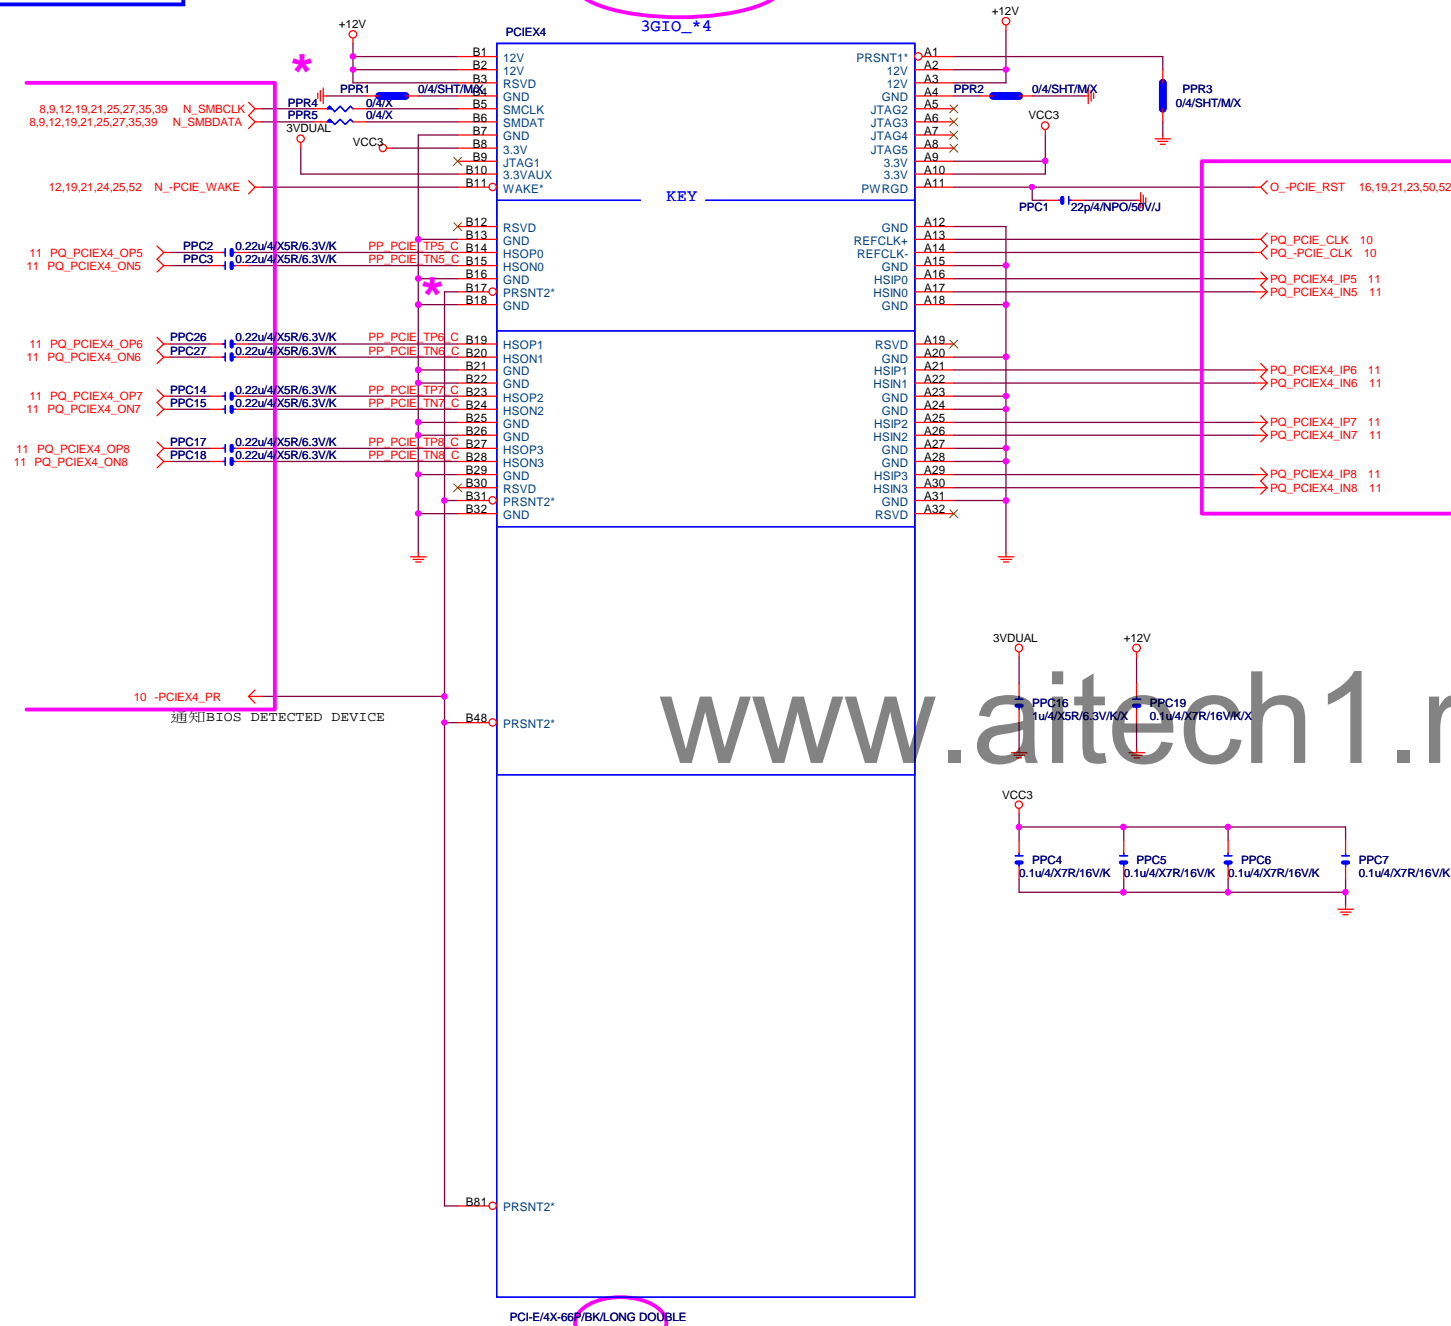 3GIO_*4
PCIEX4
+12V
+12V
B1 12V
B2 12V
B3 RSVD
PPR1 0/4/SHT/M/X B4 GND
8,9,12,19,21,25,27,35,39 N_SMBCLK PPR4 0/4/X B5 SMCLK
8,9,12,19,21,25,27,35,39 N_SMBDATA PPR5 0/4/X B6 SMDAT
3VDUAL
B7 GND
VCC3 B8 3.3V
B9 JTAG1
B10 3.3VAUX
12,19,21,24,25,52 N_-PCIE_WAKE B11 WAKE*
KEY
B12 RSVD
B13 GND
11 PQ_PCIEX4_OP5 PPC2 0.22u/4/X5R/6.3V/K PP_PCIE_TP5_C B14 HSOP0
11 PQ_PCIEX4_ON5 PPC3 0.22u/4/X5R/6.3V/K PP_PCIE_TN5_C B15 HSON0
B16 GND
B17 PRSNT2*
B18 GND
11 PQ_PCIEX4_OP6 PPC26 0.22u/4/X5R/6.3V/K PP_PCIE_TP6_C B19 HSOP1
11 PQ_PCIEX4_ON6 PPC27 0.22u/4/X5R/6.3V/K PP_PCIE_TN6_C B20 HSON1
B21 GND
B22 GND
11 PQ_PCIEX4_OP7 PPC14 0.22u/4/X5R/6.3V/K PP_PCIE_TP7_C B23 HSOP2
11 PQ_PCIEX4_ON7 PPC15 0.22u/4/X5R/6.3V/K PP_PCIE_TN7_C B24 HSON2
B25 GND
B26 GND
11 PQ_PCIEX4_OP8 PPC17 0.22u/4/X5R/6.3V/K PP_PCIE_TP8_C B27 HSOP3
11 PQ_PCIEX4_ON8 PPC18 0.22u/4/X5R/6.3V/K PP_PCIE_TN8_C B28 HSON3
B29 GND
B30 RSVD
B31 PRSNT2*
B32 GND
10 -PCIEX4_PR
通知BIOS DETECTED DEVICE
B48 PRSNT2*
B81 PRSNT2*
PCI-E/4X-66P/BK/LONG DOUBLE
PRSNT1* A1
12V A2
12V A3
GND A4 PPR2 0/4/SHT/M/X
PPR3
0/4/SHT/M/X
JTAG2 A5
JTAG3 A6
JTAG4 A7
JTAG5 A8
VCC3
3.3V A9
3.3V A10
PWRGD A11 O_-PCIE_RST 16,19,21,23,50,52
PPC1 22p/4/NPO/50V/J
GND A12
REFCLK+ A13 PQ_PCIE_CLK 10
REFCLK- A14 PQ_-PCIE_CLK 10
GND A15
HSIP0 A16 PQ_PCIEX4_IP5 11
HSIN0 A17 PQ_PCIEX4_IN5 11
GND A18
RSVD A19
GND A20
HSIP1 A21 PQ_PCIEX4_IP6 11
HSIN1 A22 PQ_PCIEX4_IN6 11
GND A23
GND A24
HSIP2 A25 PQ_PCIEX4_IP7 11
HSIN2 A26 PQ_PCIEX4_IN7 11
GND A27
GND A28
HSIP3 A29 PQ_PCIEX4_IP8 11
HSIN3 A30 PQ_PCIEX4_IN8 11
GND A31
RSVD A32
3VDUAL +12V
PPC16 PPC19
1u/4/X5R/6.3V/K/X 0.1u/4/X7R/16V/K/X
www.aitech1.r
VCC3
PPC4 PPC5 PPC6 PPC7
0.1u/4/X7R/16V/K 0.1u/4/X7R/16V/K 0.1u/4/X7R/16V/K 0.1u/4/X7R/16V/K